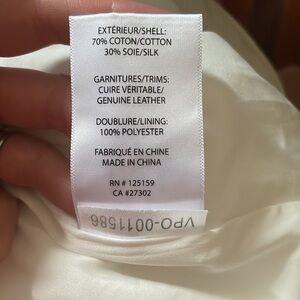 EXTÉRIEUR/SHELL:
70% COTON/COTTON
30% SOIE/SILK
GARNITURES/TRIMS:
CUIRE VÉRITABLE/
GENUINE LEATHER
DOUBLURE/LINING:
100% POLYESTER
FABRIQUÉ EN CHINE
MADE IN CHINA
RN # 125159
CA #27302
VPO-0011586